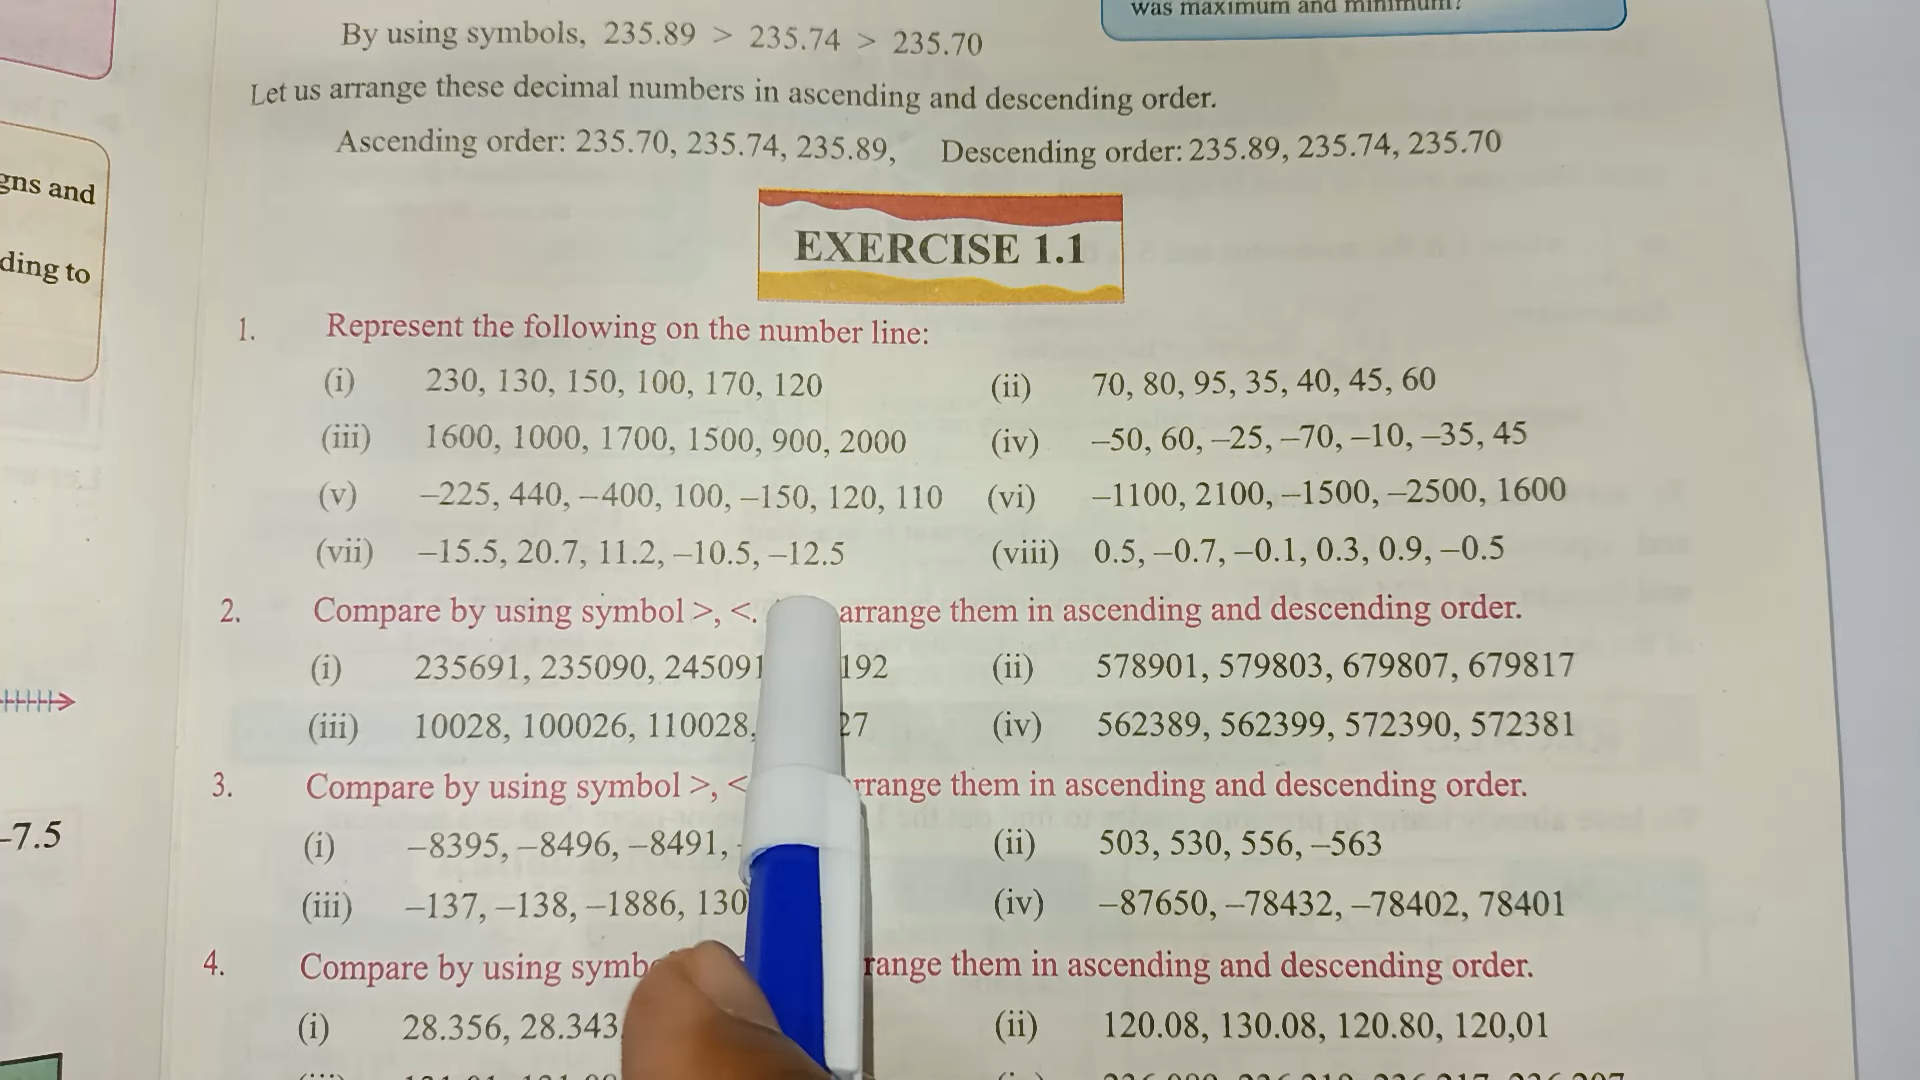 was maximum and minimum?
By using symbols, 235.89 > 235.74 > 235.70
Let us arrange these decimal numbers in ascending and descending order.
Ascending order: 235.70, 235.74, 235.89, Descending order: 235.89, 235.74, 235.70
gns and
ding to
EXERCISE 1.1
1. Represent the following on the number line:
(i) 230, 130, 150, 100, 170, 120 (ii) 70, 80, 95, 35, 40, 45, 60
(iii) 1600, 1000, 1700, 1500, 900, 2000 (iv) –50, 60, –25, –70, –10, –35, 45
(v) –225, 440, –400, 100, –150, 120, 110 (vi) –1100, 2100, –1500, –2500, 1600
(vii) –15.5, 20.7, 11.2, –10.5, –12.5 (viii) 0.5, –0.7, –0.1, 0.3, 0.9, –0.5
2. Compare by using symbol >, <. arrange them in ascending and descending order.
(i) 235691, 235090, 245091 192 (ii) 578901, 579803, 679807, 679817
(iii) 10028, 100026, 110028, 27 (iv) 562389, 562399, 572390, 572381
3. Compare by using symbol >, < rrange them in ascending and descending order.
(i) –8395, –8496, –8491, (ii) 503, 530, 556, –563
(iii) –137, –138, –1886, 130 (iv) –87650, –78432, –78402, 78401
–7.5
4. Compare by using symb range them in ascending and descending order.
(i) 28.356, 28.343 (ii) 120.08, 130.08, 120.80, 120,01